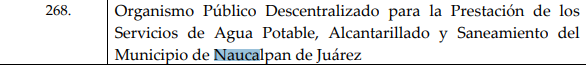 268. Organismo Público Descentralizado para la Prestación de los
Servicios de Agua Potable, Alcantarillado y Saneamiento del
Municipio de Naucalpan de Juárez